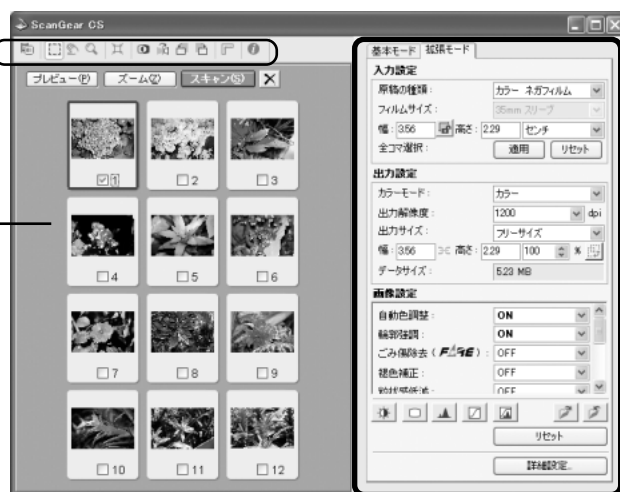 ScanGear CS
プレビュー(P) ズーム(Z) スキャン(S)
1 2 3
4 5 6
7 8 9
10 11 12
基本モード 拡張モード
入力設定
原稿の種類: カラー ネガフィルム
フィルムサイズ: 35mm スリーブ
幅: 3.56 高さ: 2.29 センチ
全コマ選択: 適用 リセット
出力設定
カラーモード: カラー
出力解像度: 1200 dpi
出力サイズ: フリーサイズ
幅: 3.56 高さ: 2.29 100 %
データサイズ: 5.23 MB
画像設定
自動色調整: ON
輪郭強調: ON
ごみ傷除去 (FARE): OFF
褪色補正: OFF
粒状感低減: OFF
リセット
詳細設定...